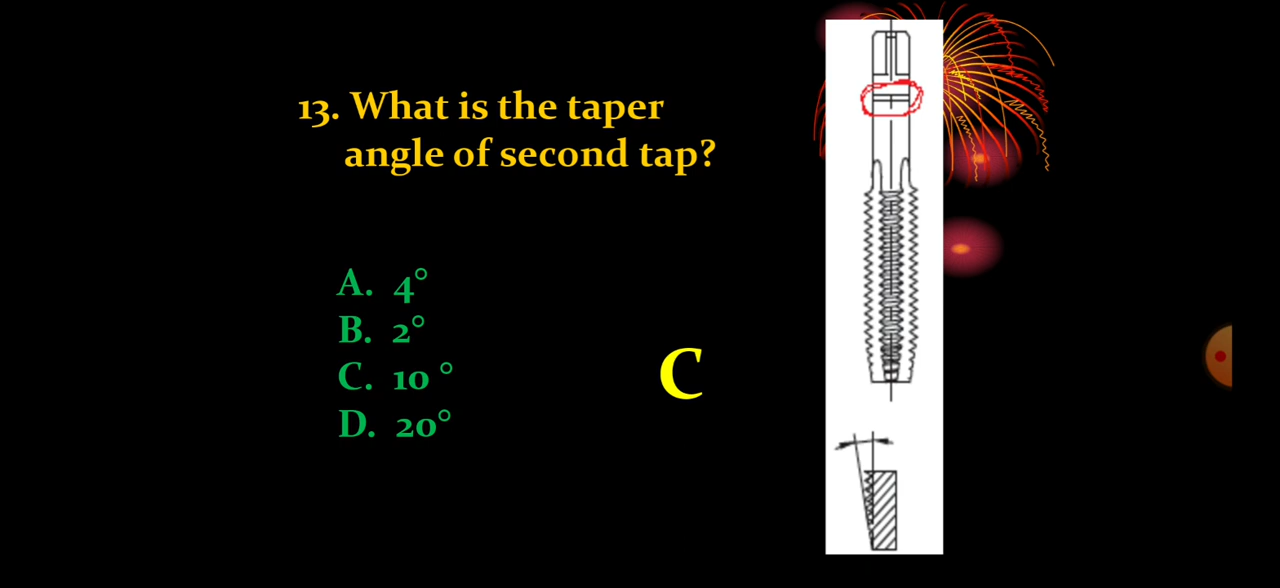 13. What is the taper
angle of second tap?
A. 4°
B. 2°
C. 10 °
D. 20°
C